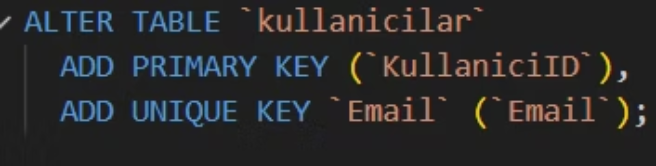 ALTER TABLE `kullanicilar`
ADD PRIMARY KEY (`KullaniciID`),
ADD UNIQUE KEY `Email` (`Email`);